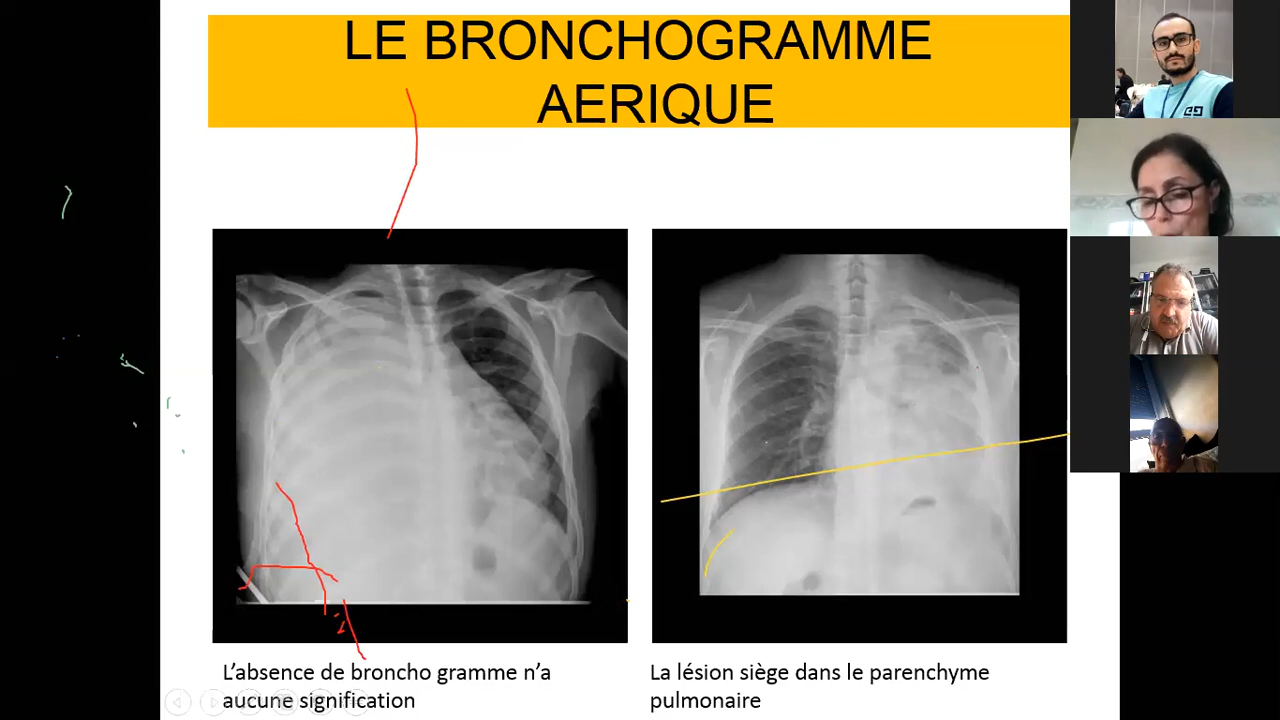 LE BRONCHOGRAMME
AERIQUE
L'absence de broncho gramme n'a
aucune signification
La lésion siège dans le parenchyme
pulmonaire